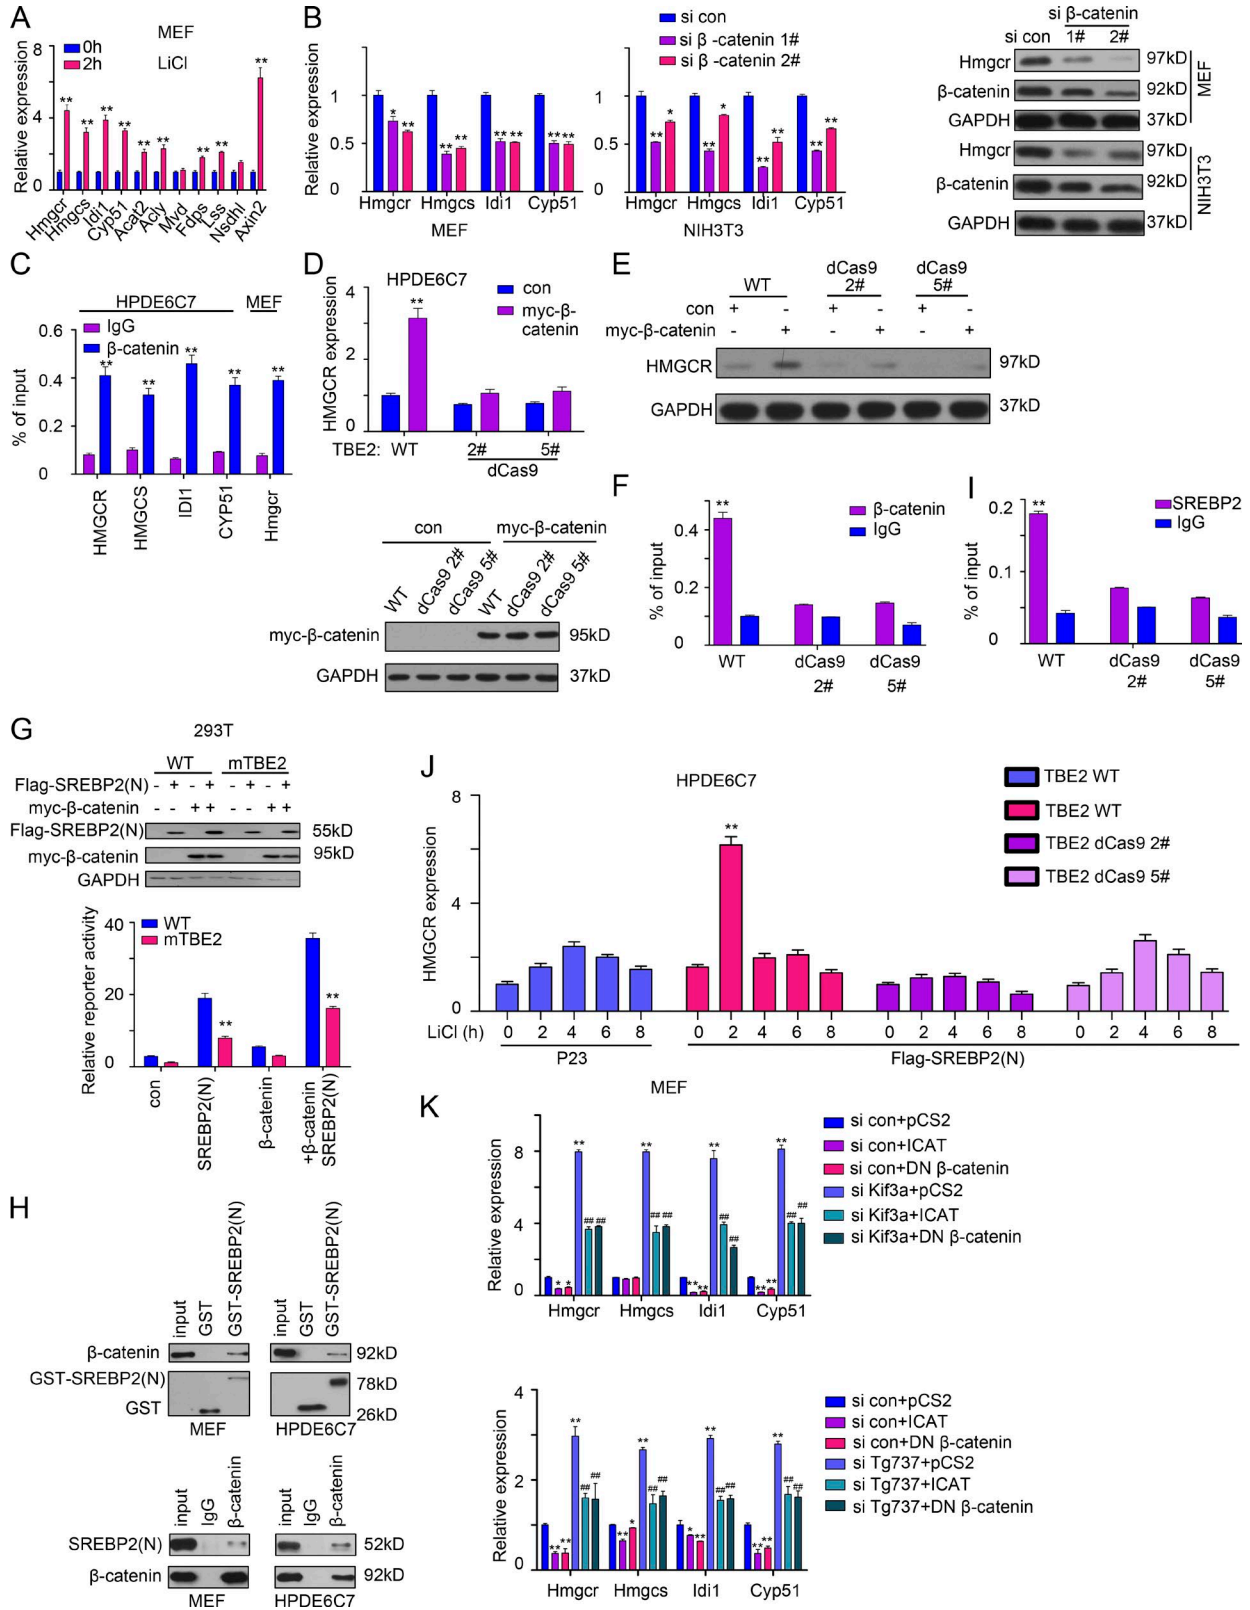 A
MEF
0h
2h
LiCl
Relative expression
8
4
0
**
**
**
**
**
**
**
**
**
Hmgcr
Hmgcs
Idi1
Cyp51
Acat2
Acly
Mvd
Fdps
Lss
Nsdhl
Axin2
B
si con
si β -catenin 1#
si β -catenin 2#
Relative expression
1
0.5
0
* ** ** ** ** ** **
Hmgcr Hmgcs Idi1 Cyp51
MEF
1
0.5
0
** * ** * ** * ** **
Hmgcr Hmgcs Idi1 Cyp51
NIH3T3
si β-catenin
si con 1# 2#
Hmgcr 97kD
β-catenin 92kD
GAPDH 37kD
MEF
Hmgcr 97kD
β-catenin 92kD
GAPDH 37kD
NIH3T3
C
HPDE6C7 MEF
IgG
β-catenin
% of input
0.6
0.4
0.2
0
** ** ** ** **
HMGCR
HMGCS
IDI1
CYP51
Hmgcr
D
HPDE6C7
con
myc-β-
catenin
HMGCR expression
4
2
0
**
TBE2: WT 2# 5#
dCas9
con myc-β-catenin
WT
dCas9 2#
dCas9 5#
WT
dCas9 2#
dCas9 5#
myc-β-catenin 95kD
GAPDH 37kD
E
WT dCas9 2# dCas9 5#
con + - + - + -
myc-β-catenin - + - + - +
HMGCR 97kD
GAPDH 37kD
F
β-catenin
IgG
% of input
0.4
0.2
0
**
WT dCas9 dCas9
2# 5#
I
SREBP2
IgG
% of input
0.2
0.1
0
**
WT dCas9 dCas9
2# 5#
G
293T
WT mTBE2
Flag-SREBP2(N) - + - + - + - +
myc-β-catenin - - + + - - + +
Flag-SREBP2(N) 55kD
myc-β-catenin 95kD
GAPDH
WT
mTBE2
Relative reporter activity
40
20
0
**
**
con
SREBP2(N)
β-catenin
+β-catenin
SREBP2(N)
J
HPDE6C7
TBE2 WT
TBE2 WT
TBE2 dCas9 2#
TBE2 dCas9 5#
HMGCR expression
8
4
0
**
LiCl (h) 0 2 4 6 8 0 2 4 6 8 0 2 4 6 8 0 2 4 6 8
P23 Flag-SREBP2(N)
H
input
GST
GST-SREBP2(N)
input
GST
GST-SREBP2(N)
β-catenin 92kD
GST-SREBP2(N) 78kD
GST 26kD
MEF HPDE6C7
input
IgG
β-catenin
input
IgG
β-catenin
SREBP2(N) 52kD
β-catenin 92kD
MEF HPDE6C7
K
MEF
si con+pCS2
si con+ICAT
si con+DN β-catenin
si Kif3a+pCS2
si Kif3a+ICAT
si Kif3a+DN β-catenin
Relative expression
8
4
0
* * ** ## ##
** ## ##
** ** ** ## ##
** ** ** ## ##
Hmgcr Hmgcs Idi1 Cyp51
si con+pCS2
si con+ICAT
si con+DN β-catenin
si Tg737+pCS2
si Tg737+ICAT
si Tg737+DN β-catenin
Relative expression
4
2
0
** ** ** ## ##
** * ** ## ##
* ** ** ## ##
** ** ** ## ##
Hmgcr Hmgcs Idi1 Cyp51